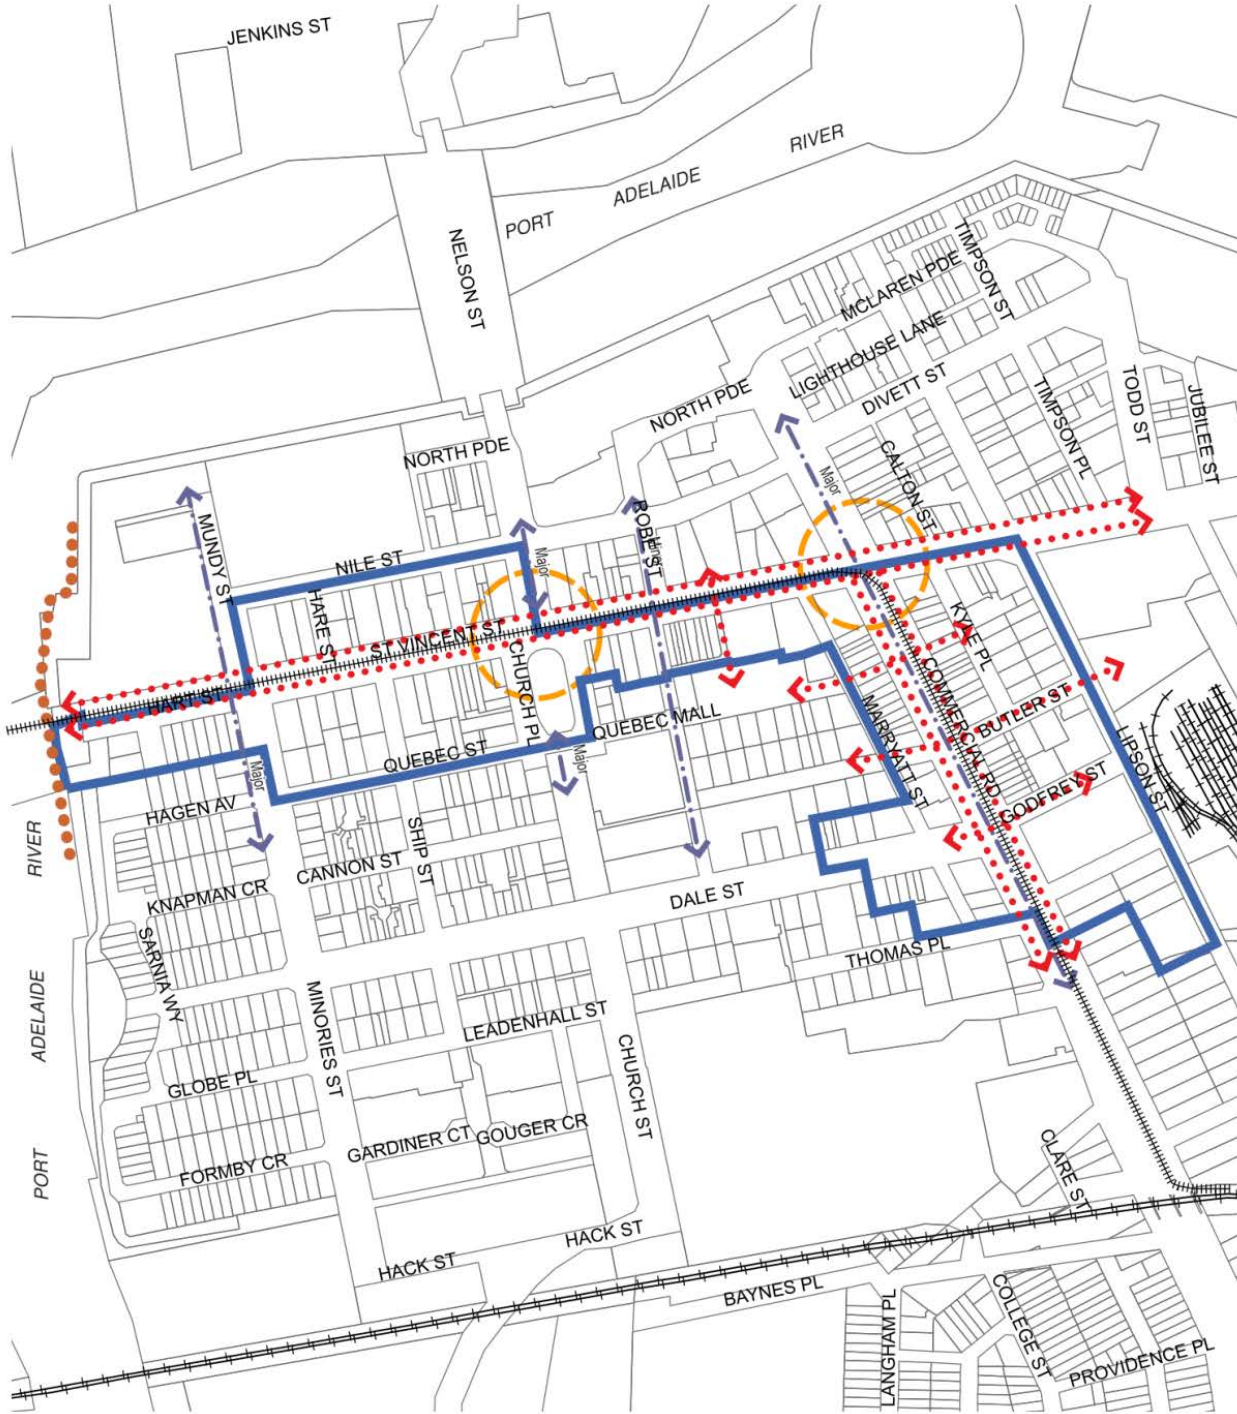 JENKINS ST
RIVER
ADELAIDE
PORT
NELSON ST
TIMPSON ST
MCLAREN PDE
LIGHTHOUSE LANE
DIVETT ST
NORTH PDE
TIMPSON PL
TODD ST
JUBILEE ST
NORTH PDE
CALTON ST
Major
MUNDY ST
ROBE ST
Minor
NILE ST
Major
HARE ST
ST VINCENT ST
KYLE PL
HART ST
CHURCH PL
COMMERCIAL RD
QUEBEC MALL
MARRYATT ST
BUTLER ST
QUEBEC ST
Major
Major
LIPSON ST
GODFREY ST
HAGEN AV
RIVER
SHIP ST
CANNON ST
KNAPMAN CR
DALE ST
THOMAS PL
SARNIA WY
ADELAIDE
MINORIES ST
LEADENHALL ST
GLOBE PL
CHURCH ST
GARDINER CT
GOUGER CR
FORMBY CR
PORT
CLARE ST
HACK ST
HACK ST
BAYNES PL
LANGHAM PL
COLLEGE ST
PROVIDENCE PL